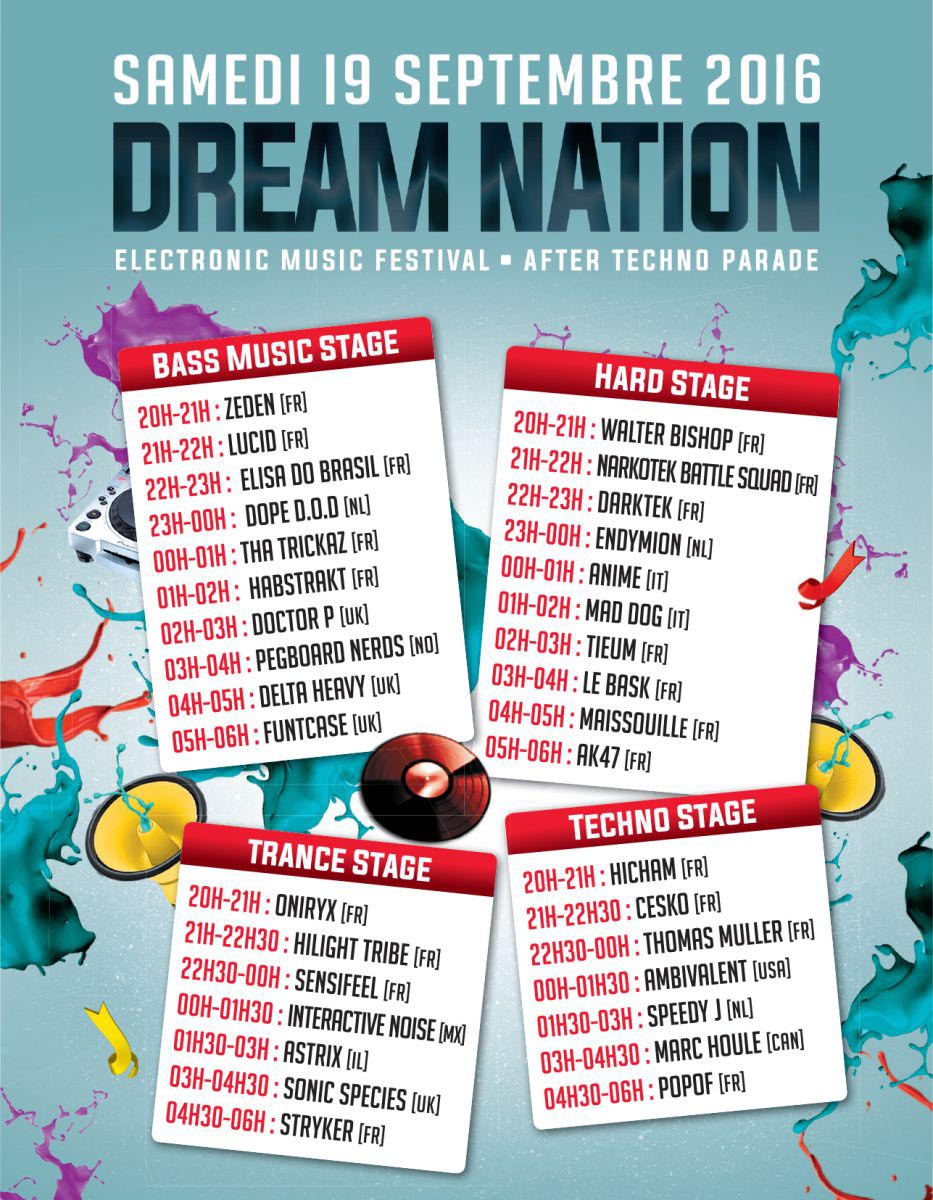 SAMEDI 19 SEPTEMBRE 2016
DREAM NATION
ELECTRONIC MUSIC FESTIVAL ▪ AFTER TECHNO PARADE
BASS MUSIC STAGE
20H-21H : ZEDEN [FR]
21H-22H : LUCID [FR]
22H-23H : ELISA DO BRASIL [FR]
23H-00H : DOPE D.O.D [NL]
00H-01H : THA TRICKAZ [FR]
01H-02H : HABSTRAKT [FR]
02H-03H : DOCTOR P [UK]
03H-04H : PEGBOARD NERDS [NO]
04H-05H : DELTA HEAVY [UK]
05H-06H : FUNTCASE [UK]
HARD STAGE
20H-21H : WALTER BISHOP [FR]
21H-22H : NARKOTEK BATTLE SQUAD [FR]
22H-23H : DARKTEK [FR]
23H-00H : ENDYMION [NL]
00H-01H : ANIME [IT]
01H-02H : MAD DOG [IT]
02H-03H : TIEUM [FR]
03H-04H : LE BASK [FR]
04H-05H : MAISSOUILLE [FR]
05H-06H : AK47 [FR]
TRANCE STAGE
20H-21H : ONIRYX [FR]
21H-22H30 : HILIGHT TRIBE [FR]
22H30-00H : SENSIFEEL [FR]
00H-01H30 : INTERACTIVE NOISE [MX]
01H30-03H : ASTRIX [IL]
03H-04H30 : SONIC SPECIES [UK]
04H30-06H : STRYKER [FR]
TECHNO STAGE
20H-21H : HICHAM [FR]
21H-22H30 : CESKO [FR]
22H30-00H : THOMAS MULLER [FR]
00H-01H30 : AMBIVALENT [USA]
01H30-03H : SPEEDY J [NL]
03H-04H30 : MARC HOULE [CAN]
04H30-06H : POPOF [FR]